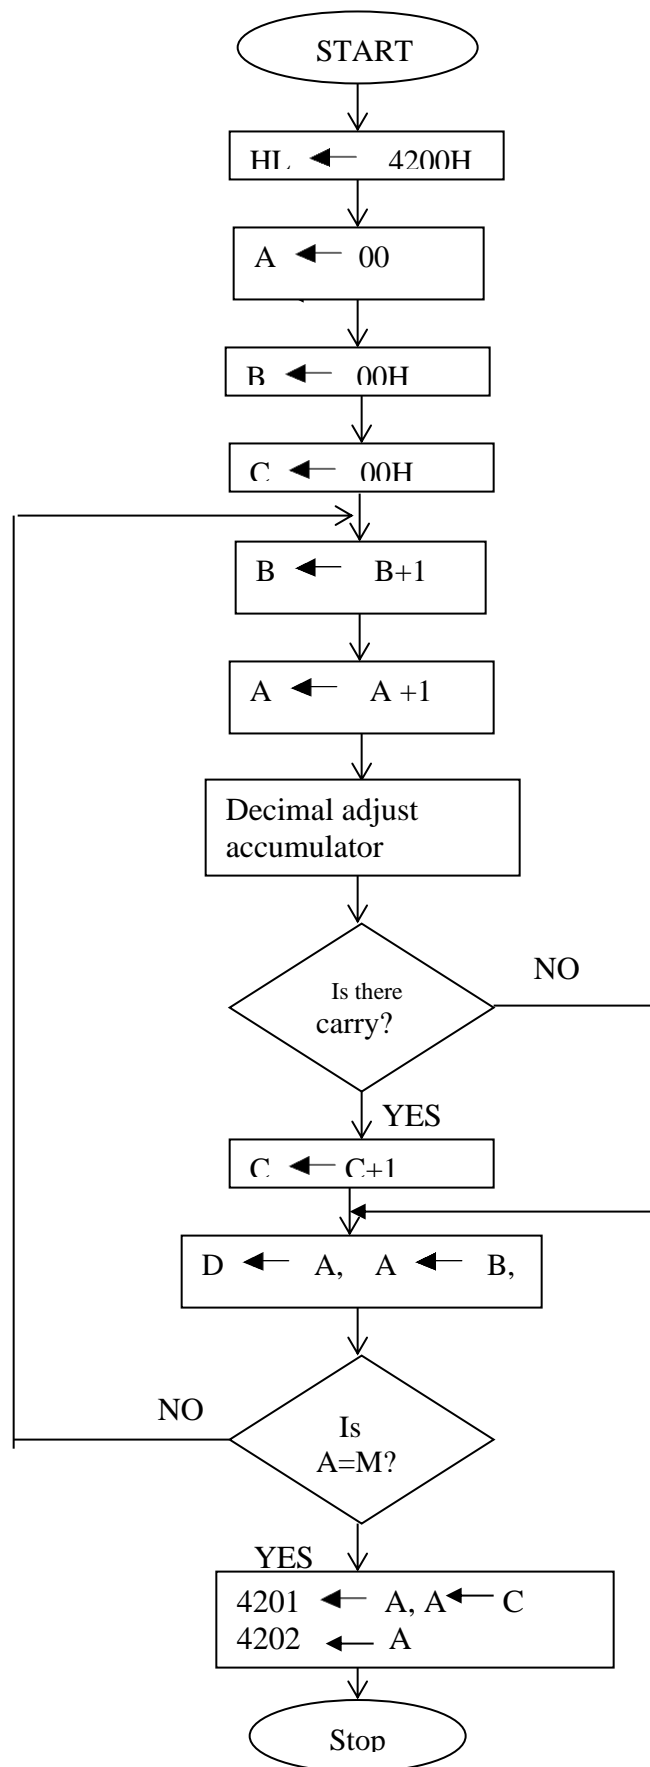 START
HL 4200H
A 00
B 00H
C 00H
B B+1
A A +1
Decimal adjust
accumulator
NO
Is there
carry?
YES
C C+1
D A, A B,
NO
Is
A=M?
YES
4201 A, A C
4202 A
Stop